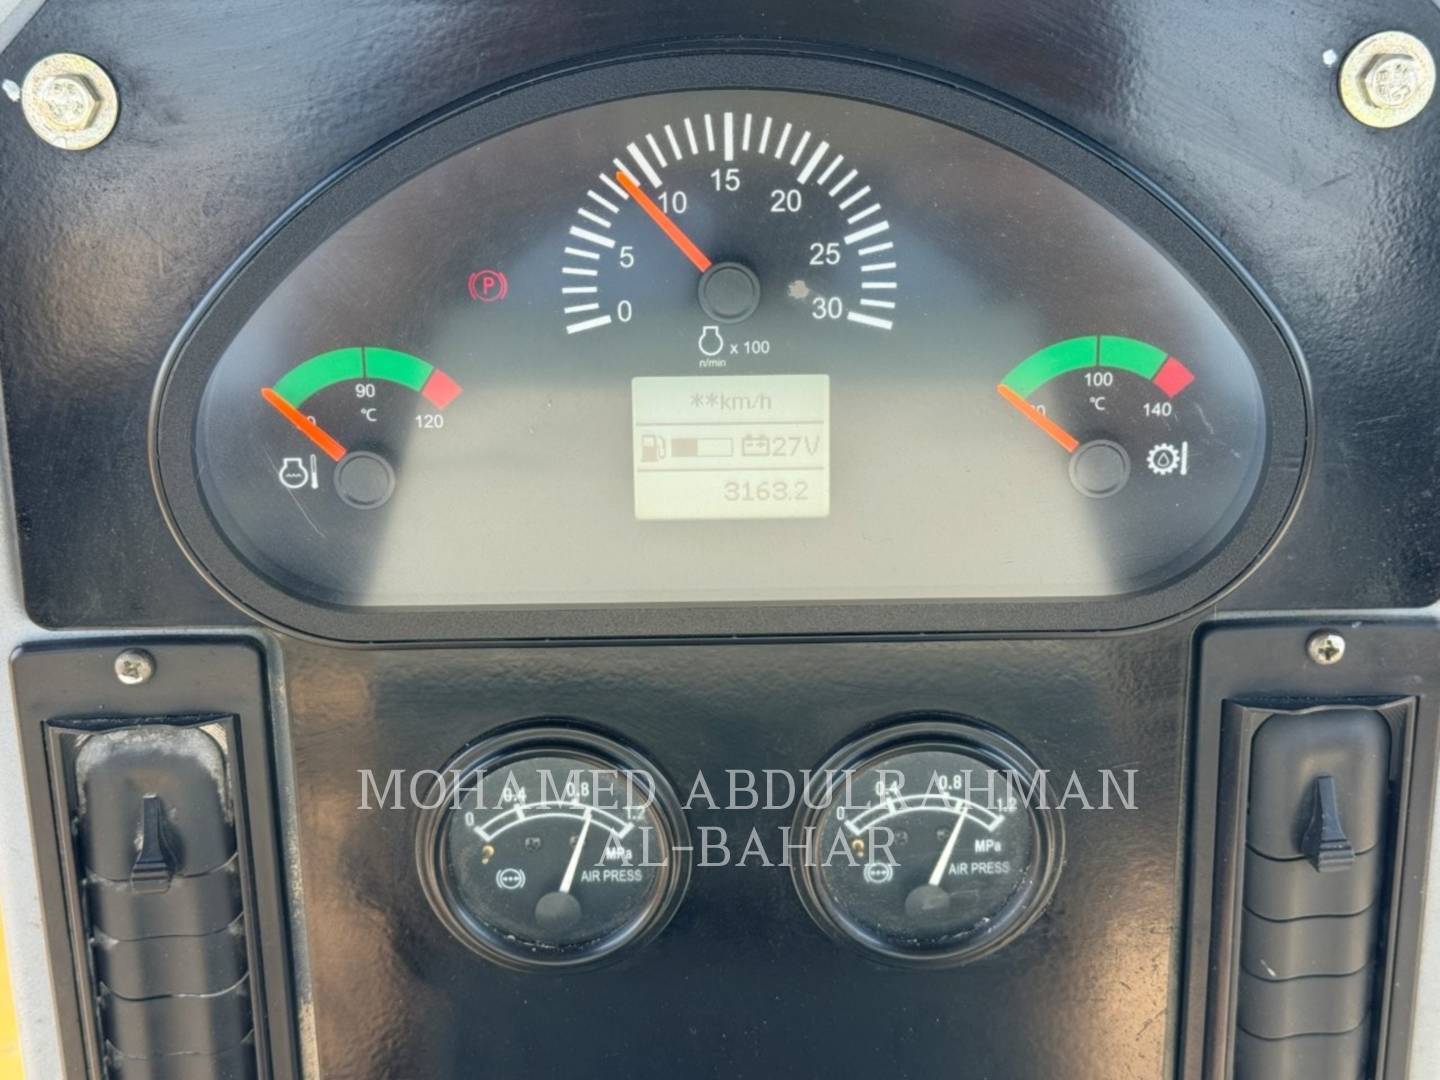 15
10
20
5
25
0
30
x 100
n/min
P
90
°C
120
100
°C
140
**km/h
27V
3163.2
0
0.4
0.8
1.2
MPa
AIR PRESS
0
0.4
0.8
1.2
MPa
AIR PRESS
MOHAMED ABDULRAHMAN
AL-BAHAR